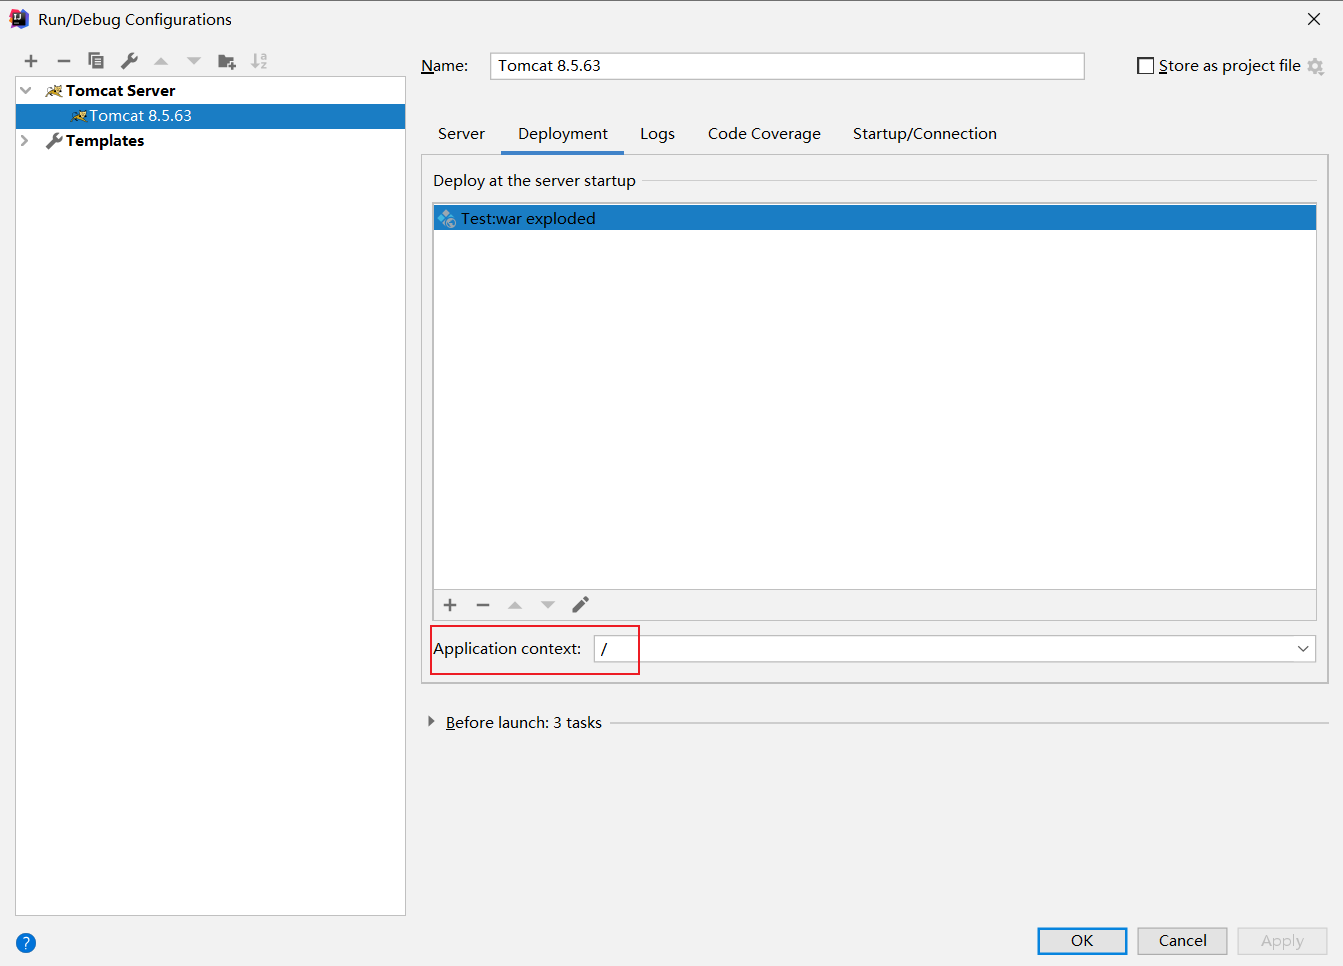 Run/Debug Configurations
Name: Tomcat 8.5.63 Store as project file
Tomcat Server
Tomcat 8.5.63
Templates
Server Deployment Logs Code Coverage Startup/Connection
Deploy at the server startup
Test:war exploded
Application context: /
Before launch: 3 tasks
?
OK Cancel Apply